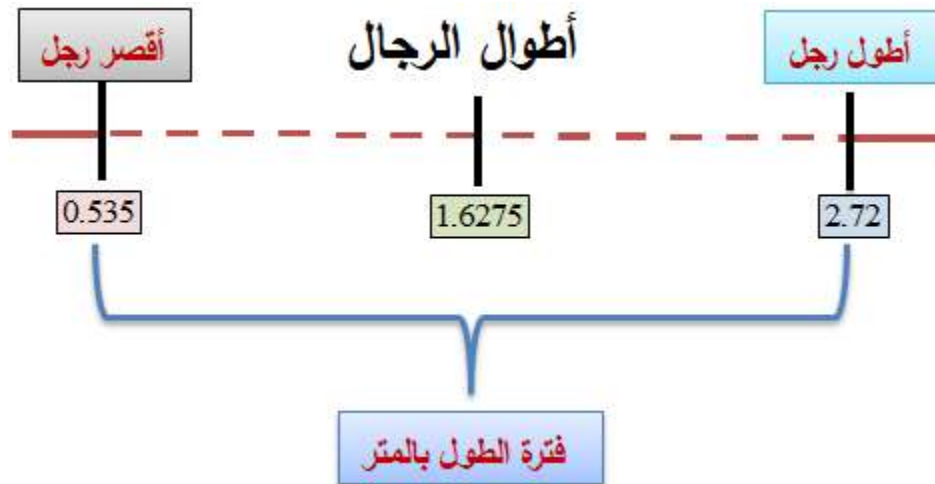 أطوال الرجال
أطول رجل
أقصر رجل
0.535
1.6275
2.72
فترة الطول بالمتر